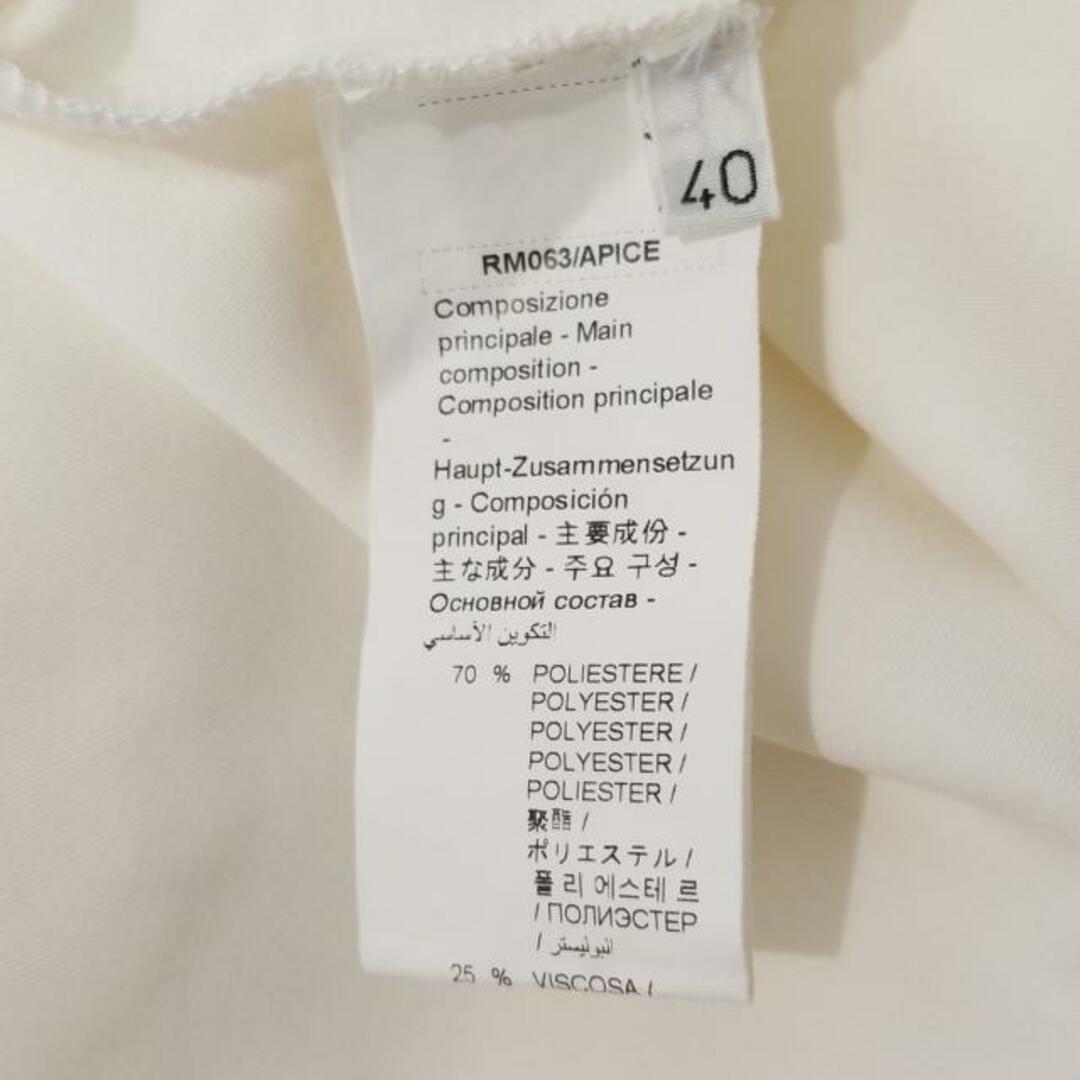 40
RM063/APICE
Composizione
principale - Main
composition -
Composition principale
-
Haupt-Zusammensetzun
g - Composición
principal - 主要成份 -
主な成分 - 주요 구성 -
Основной состав -
التكوين الأساسي
70 % POLIESTERE /
POLYESTER /
POLYESTER /
POLYESTER /
POLIESTER /
聚酯 /
ポリエステル /
폴리에스테르
/ ПОЛИЭСТЕР
/ البوليستر
25 % VISCOSA /